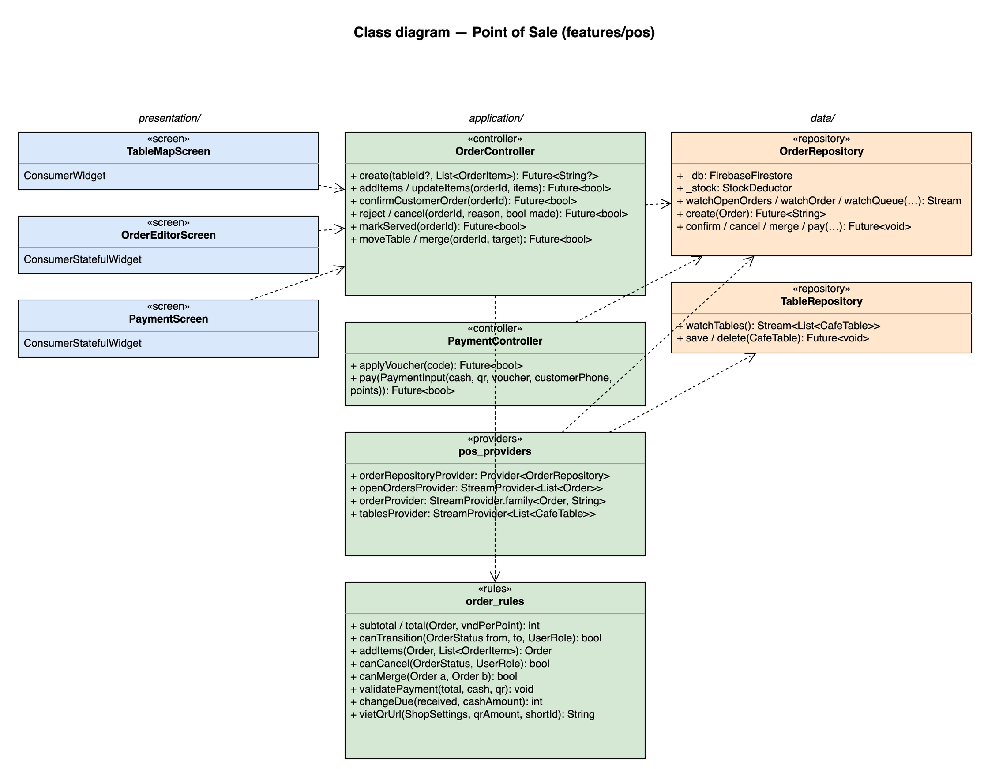 Class diagram — Point of Sale (features/pos)
presentation/
«screen»
TableMapScreen
ConsumerWidget
«screen»
OrderEditorScreen
ConsumerStatefulWidget
«screen»
PaymentScreen
ConsumerStatefulWidget
application/
«controller»
OrderController
+ create(tableId?, List<OrderItem>): Future<String?>
+ addItems / updateItems(orderId, items): Future<bool>
+ confirmCustomerOrder(orderId): Future<bool>
+ reject / cancel(orderId, reason, bool made): Future<bool>
+ markServed(orderId): Future<bool>
+ moveTable / merge(orderId, target): Future<bool>
«controller»
PaymentController
+ applyVoucher(code): Future<bool>
+ pay(PaymentInput(cash, qr, voucher, customerPhone,
points)): Future<bool>
«providers»
pos_providers
+ orderRepositoryProvider: Provider<OrderRepository>
+ openOrdersProvider: StreamProvider<List<Order>>
+ orderProvider: StreamProvider.family<Order, String>
+ tablesProvider: StreamProvider<List<CafeTable>>
«rules»
order_rules
+ subtotal / total(Order, vndPerPoint): int
+ canTransition(OrderStatus from, to, UserRole): bool
+ addItems(Order, List<OrderItem>): Order
+ canCancel(OrderStatus, UserRole): bool
+ canMerge(Order a, Order b): bool
+ validatePayment(total, cash, qr): void
+ changeDue(received, cashAmount): int
+ vietQrUrl(ShopSettings, qrAmount, shortId): String
data/
«repository»
OrderRepository
+ _db: FirebaseFirestore
+ _stock: StockDeductor
+ watchOpenOrders / watchOrder / watchQueue(…): Stream
+ create(Order): Future<String>
+ confirm / cancel / merge / pay(…): Future<void>
«repository»
TableRepository
+ watchTables(): Stream<List<CafeTable>>
+ save / delete(CafeTable): Future<void>